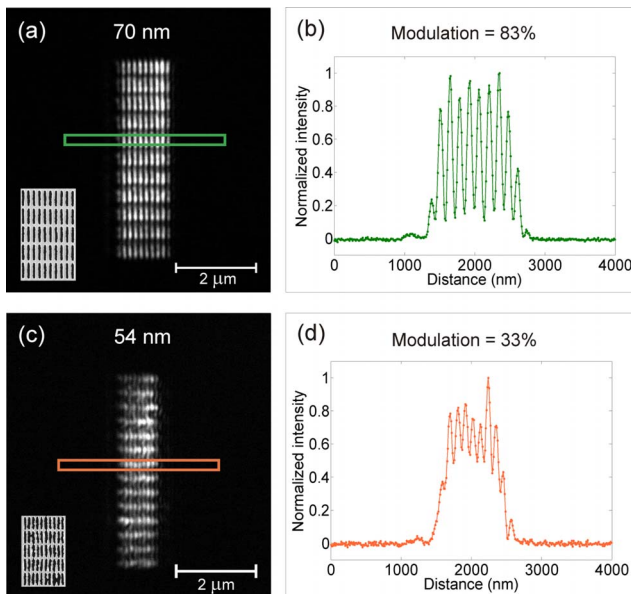 (a) 70 nm
2 µm
(b) Modulation = 83%
Normalized intensity
1
0.8
0.6
0.4
0.2
0
0 1000 2000 3000 4000
Distance (nm)
(c) 54 nm
2 µm
(d) Modulation = 33%
Normalized intensity
1
0.8
0.6
0.4
0.2
0
0 1000 2000 3000 4000
Distance (nm)